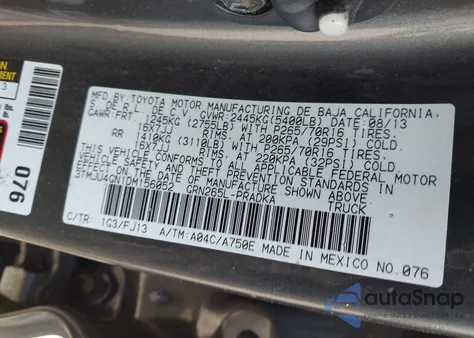 MFD. BY: TOYOTA MOTOR MANUFACTURING DE BAJA CALIFORNIA,
S. DE R.L. DE C.V. GVWR: 2445KG(5400LB) DATE: 08/13
GAWR FRT 1245KG (2750LB) WITH P265/70R16 TIRES,
16X7JJ RIMS, AT 200KPA (29PSI) COLD.
RR 1410KG (3110LB) WITH P265/70R16 TIRES,
16X7JJ RIMS, AT 220KPA (32PSI) COLD.
THIS VEHICLE CONFORMS TO ALL APPLICABLE FEDERAL MOTOR
VEHICLE SAFETY STANDARDS IN EFFECT ON THE
DATE OF MANUFACTURE SHOWN ABOVE.
3TMJU4GN1DM156052 GRN265L-PRADKA TRUCK
C/TR: 1G3/FJ13 A/TM: A04C/A750E MADE IN MEXICO NO.076
076
autoSnap